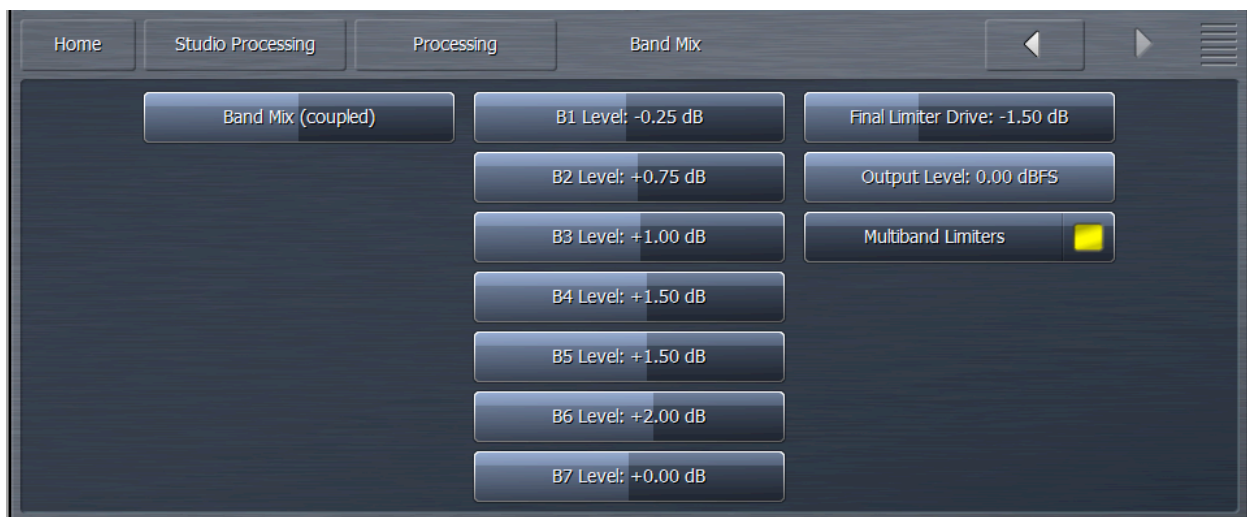 Home
Studio Processing
Processing
Band Mix
Band Mix (coupled)
B1 Level: -0.25 dB
B2 Level: +0.75 dB
B3 Level: +1.00 dB
B4 Level: +1.50 dB
B5 Level: +1.50 dB
B6 Level: +2.00 dB
B7 Level: +0.00 dB
Final Limiter Drive: -1.50 dB
Output Level: 0.00 dBFS
Multiband Limiters